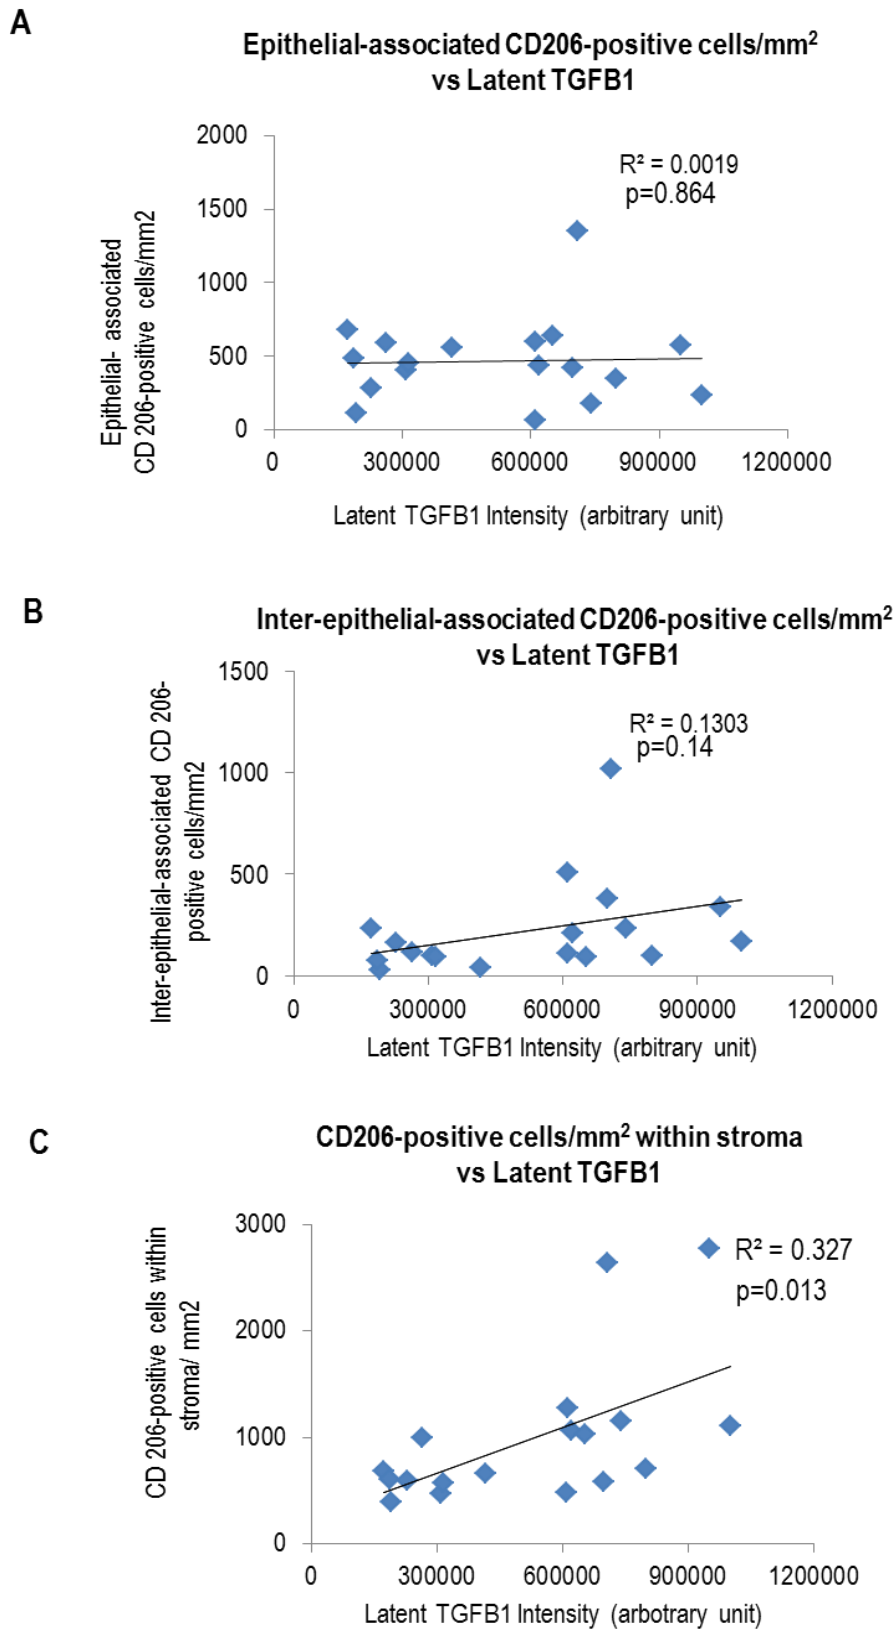 A
Epithelial-associated CD206-positive cells/mm²
vs Latent TGFB1
2000
1500
1000
500
0
R² = 0.0019
p=0.864
Epithelial- associated
CD 206-positive cells/mm2
0 300000 600000 900000 1200000
Latent TGFB1 Intensity (arbitrary unit)
B
Inter-epithelial-associated CD206-positive cells/mm²
vs Latent TGFB1
1500
1000
500
0
R² = 0.1303
p=0.14
Inter-epithelial-associated CD 206-
positive cells/mm2
0 300000 600000 900000 1200000
Latent TGFB1 Intensity (arbitrary unit)
C
CD206-positive cells/mm² within stroma
vs Latent TGFB1
3000
2000
1000
0
R² = 0.327
p=0.013
CD 206-positive cells within
stroma/ mm2
0 300000 600000 900000 1200000
Latent TGFB1 Intensity (arbotrary unit)